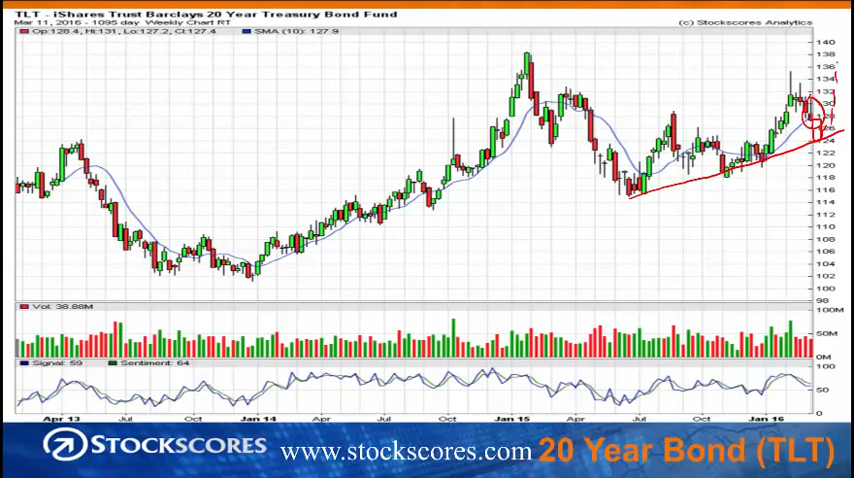 TLT - iShares Trust Barclays 20 Year Treasury Bond Fund
Mar 11, 2016 - 1095 day Weekly Chart RT (c) Stockscores Analytics
Op:128.4, Hi:131, Lo:127.2, Cl:127.4 SMA (10): 127.9
140
138
136
134
132
130
128
126
124
122
120
118
116
114
112
110
108
106
104
102
100
98
Vol: 38.88M
100M
50M
0M
Signal: 59 Sentiment: 64
100
50
0
Apr 13 Jul Oct Jan 14 Apr Jul Oct Jan 15 Apr Jul Oct Jan 16
STOCKSCORES www.stockscores.com 20 Year Bond (TLT)